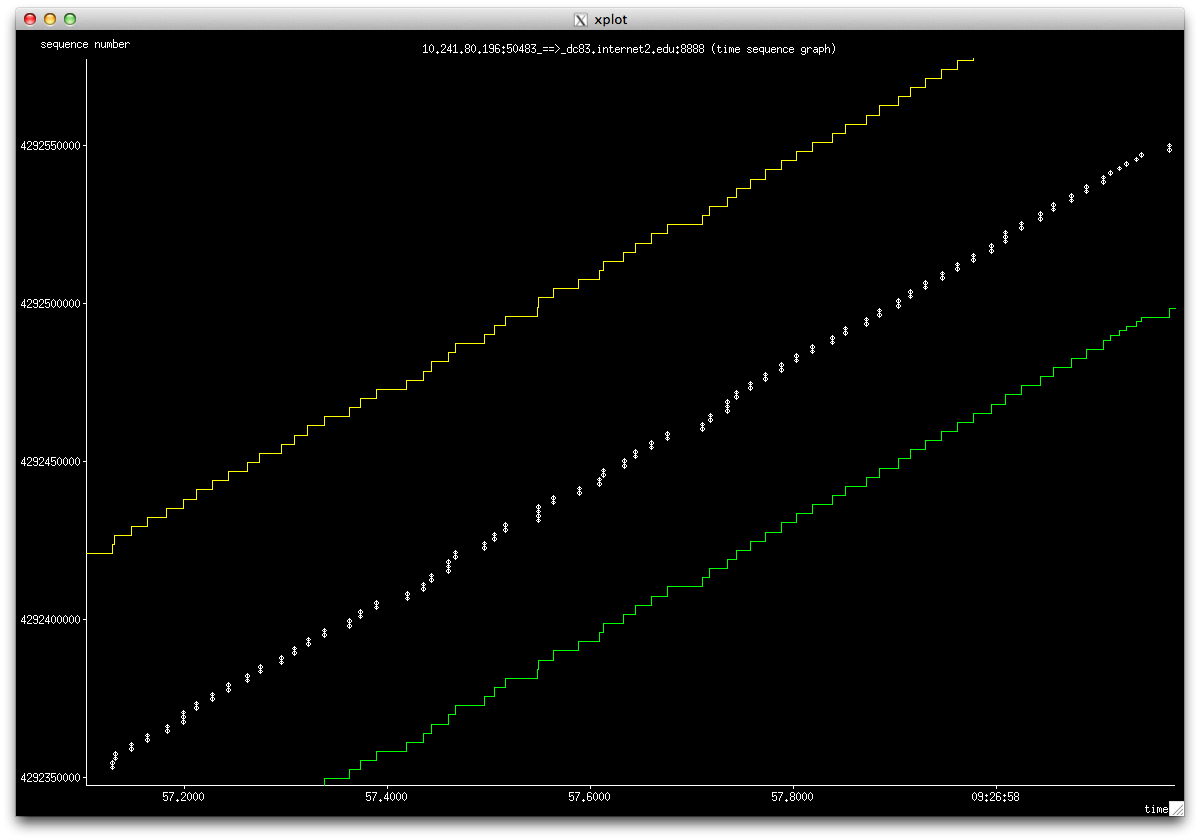 xplot
sequence number
10.241.80.196:50483_==>_dc83.internet2.edu:8888 (time sequence graph)
4292550000
4292500000
4292450000
4292400000
4292350000
57.2000
57.4000
57.6000
57.8000
09:26:58
time